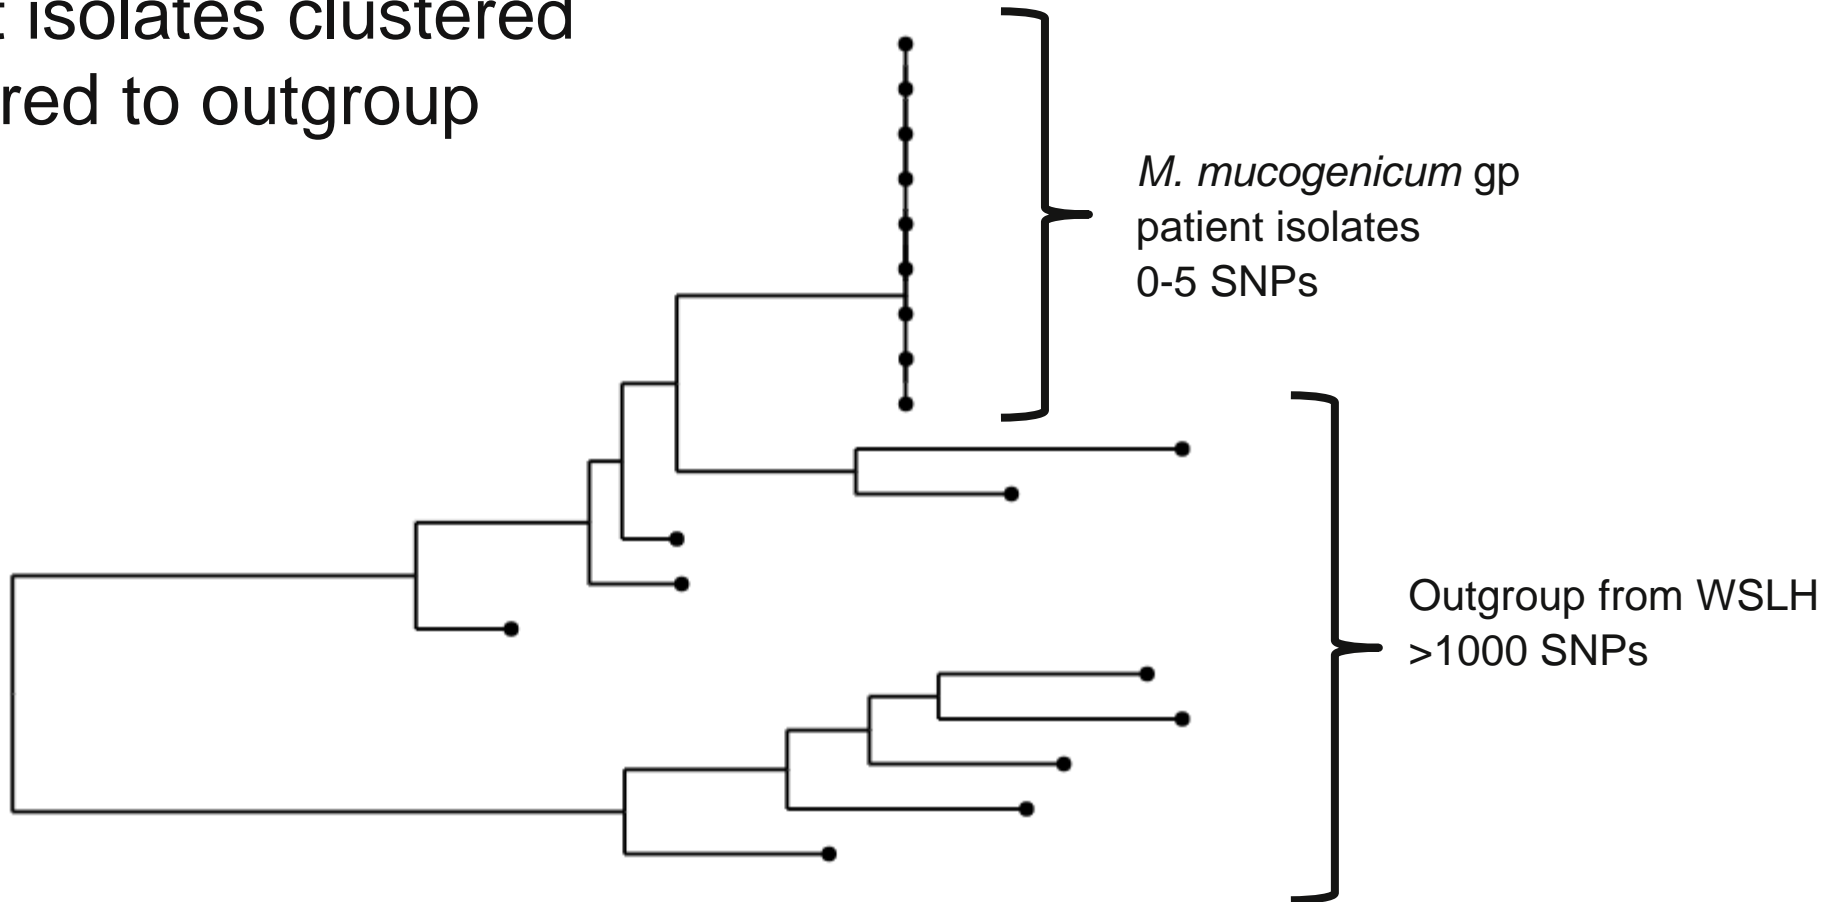 t isolates clustered
red to outgroup
M. mucogenicum gp
patient isolates
0-5 SNPs
Outgroup from WSLH
>1000 SNPs